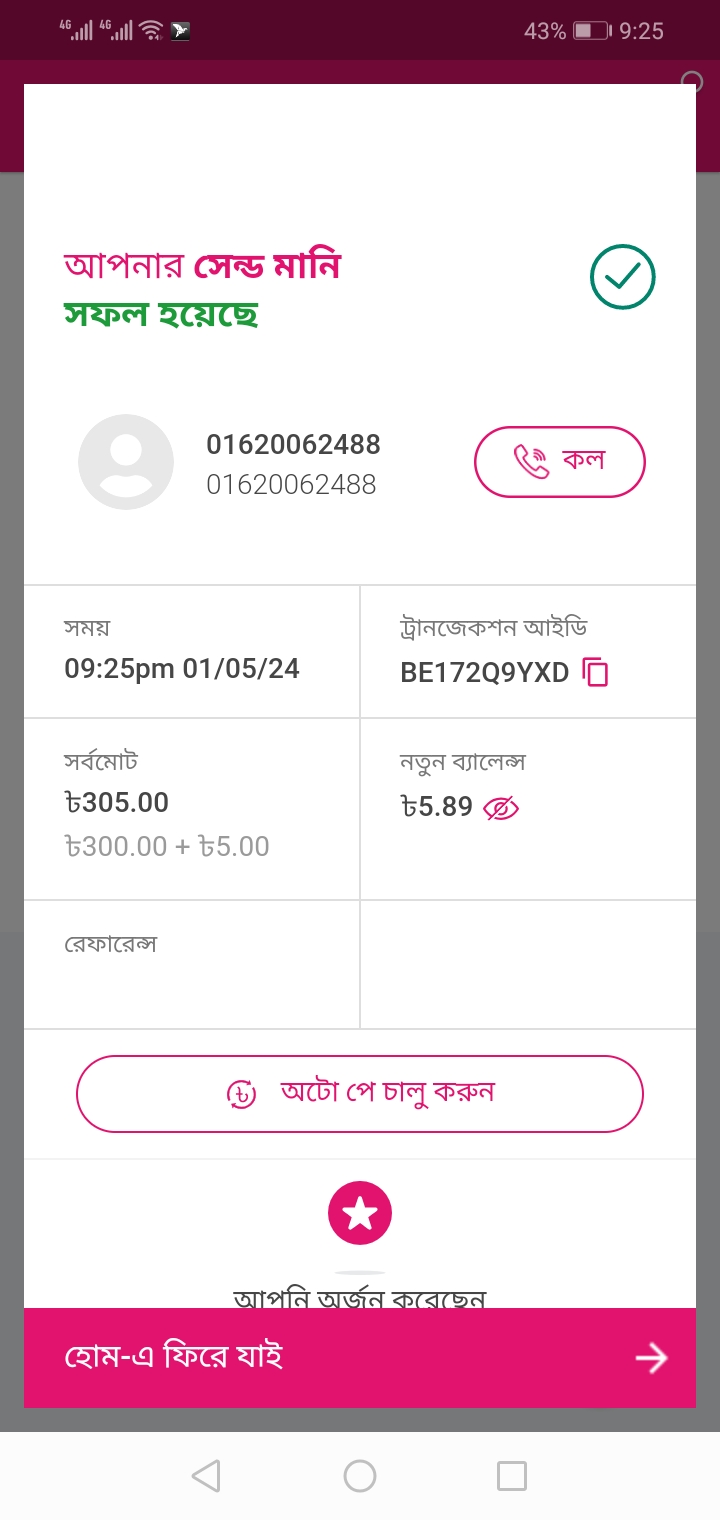 4G 4G 43% 9:25
আপনার সেন্ড মানি
সফল হয়েছে
01620062488
01620062488
কল
সময়
09:25pm 01/05/24
ট্রানজেকশন আইডি
BE172Q9YXD
সর্বমোট
৳305.00
৳300.00 + ৳5.00
নতুন ব্যালেন্স
৳5.89
রেফারেন্স
অটো পে চালু করুন
আপনি অর্জন করেছেন
হোম-এ ফিরে যাই